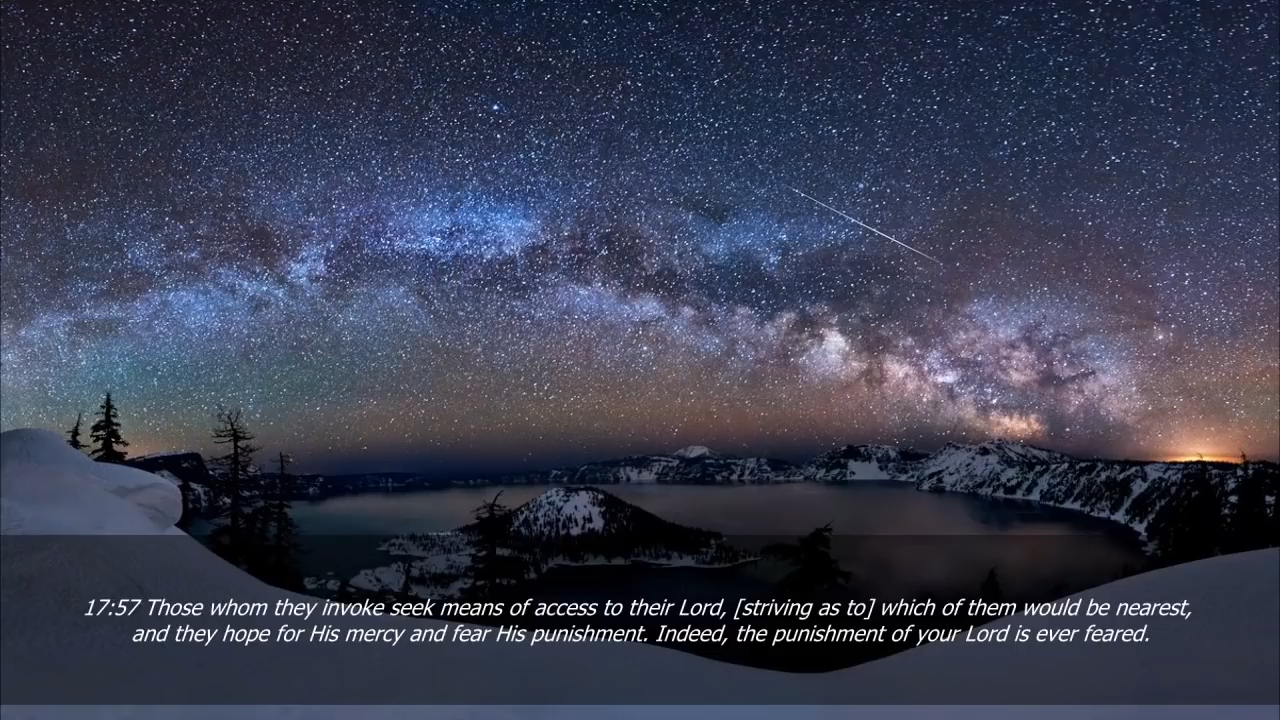 17:57 Those whom they invoke seek means of access to their Lord, [striving as to] which of them would be nearest,
and they hope for His mercy and fear His punishment. Indeed, the punishment of your Lord is ever feared.